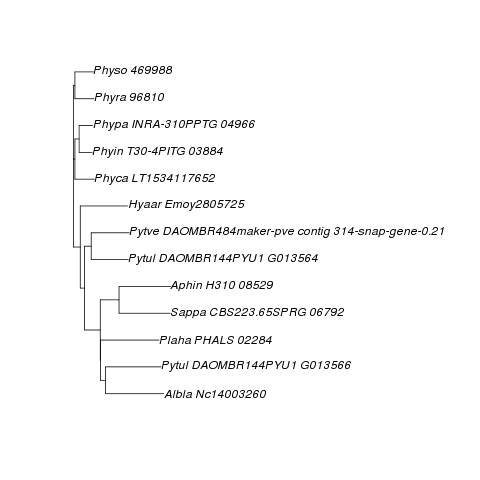 Physo 469988
Phyra 96810
Phypa INRA-310PPTG 04966
Phyin T30-4PITG 03884
Phyca LT1534117652
Hyaar Emoy2805725
Pytve DAOMBR484maker-pve contig 314-snap-gene-0.21
Pytul DAOMBR144PYU1 G013564
Aphin H310 08529
Sappa CBS223.65SPRG 06792
Plaha PHALS 02284
Pytul DAOMBR144PYU1 G013566
Albla Nc14003260